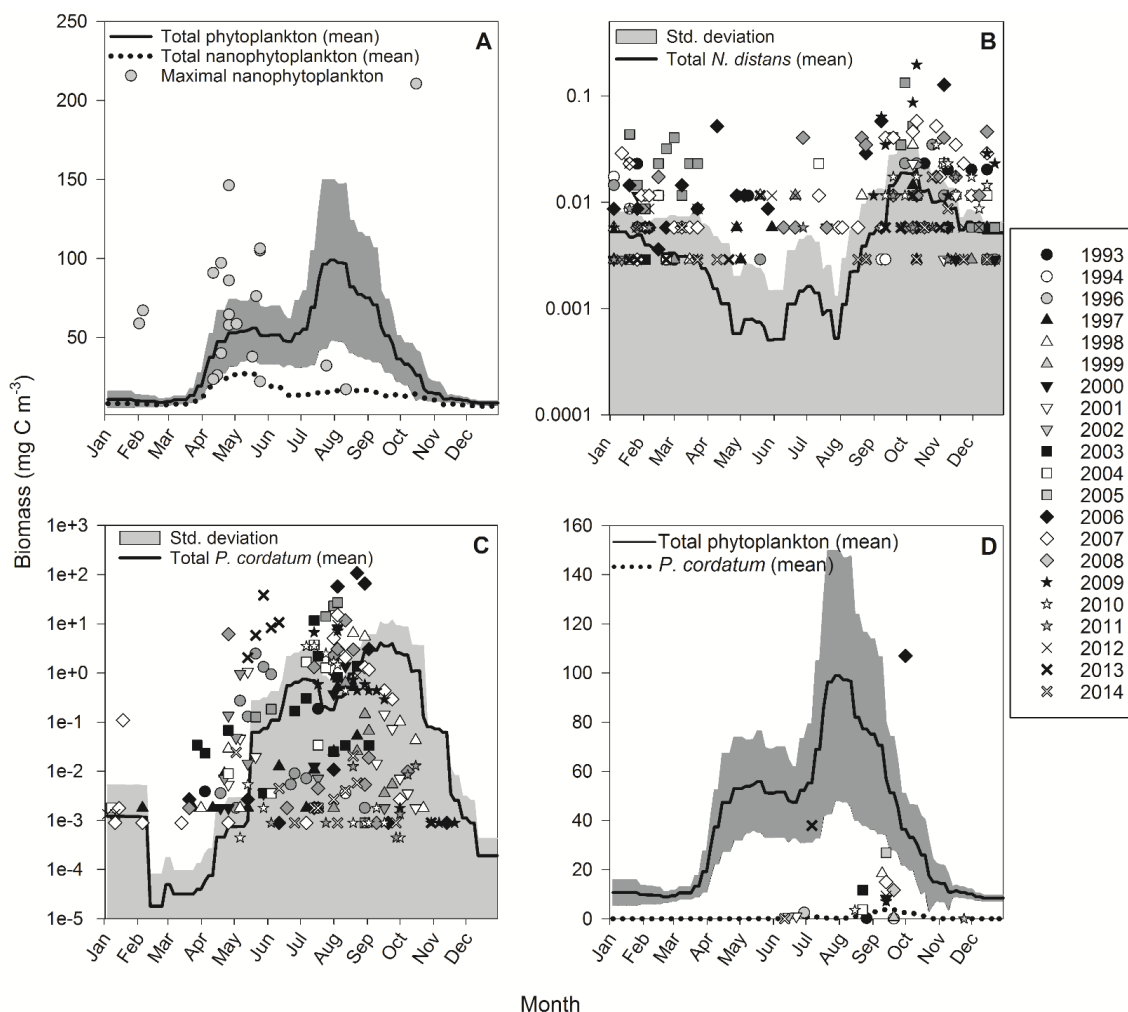 Biomass (mg C m⁻³)
A
Total phytoplankton (mean)
Total nanophytoplankton (mean)
Maximal nanophytoplankton
250
200
150
100
50
0
Jan
Feb
Mar
Apr
May
Jun
Jul
Aug
Sep
Oct
Nov
Dec
B
Std. deviation
Total N. distans (mean)
0.1
0.01
0.001
0.0001
Jan
Feb
Mar
Apr
May
Jun
Jul
Aug
Sep
Oct
Nov
Dec
C
Std. deviation
Total P. cordatum (mean)
1e+3
1e+2
1e+1
1e+0
1e-1
1e-2
1e-3
1e-4
1e-5
Jan
Feb
Mar
Apr
May
Jun
Jul
Aug
Sep
Oct
Nov
Dec
D
Total phytoplankton (mean)
P. cordatum (mean)
160
140
120
100
80
60
40
20
0
Jan
Feb
Mar
Apr
May
Jun
Jul
Aug
Sep
Oct
Nov
Dec
1993
1994
1996
1997
1998
1999
2000
2001
2002
2003
2004
2005
2006
2007
2008
2009
2010
2011
2012
2013
2014
Month